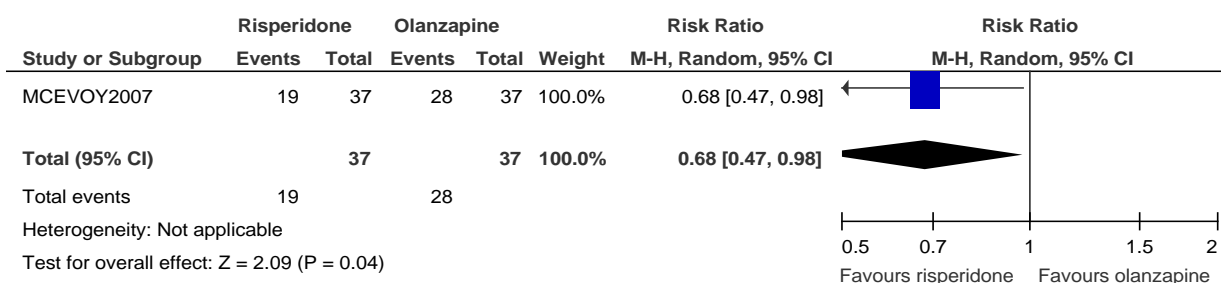 Risperidone Olanzapine Risk Ratio Risk Ratio
Study or Subgroup Events Total Events Total Weight M-H, Random, 95% CI M-H, Random, 95% CI
MCEVOY2007 19 37 28 37 100.0% 0.68 [0.47, 0.98]
Total (95% CI) 37 37 100.0% 0.68 [0.47, 0.98]
Total events 19 28
Heterogeneity: Not applicable
Test for overall effect: Z = 2.09 (P = 0.04)
0.5 0.7 1 1.5 2
Favours risperidone Favours olanzapine